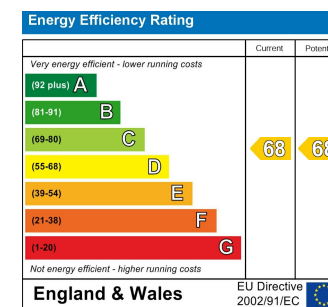 Energy Efficiency Rating
Current Poten
Very energy efficient - lower running costs
(92 plus) A
(81-91) B
(69-80) C
68 68
(55-68) D
(39-54) E
(21-38) F
(1-20) G
Not energy efficient - higher running costs
England & Wales
EU Directive
2002/91/EC